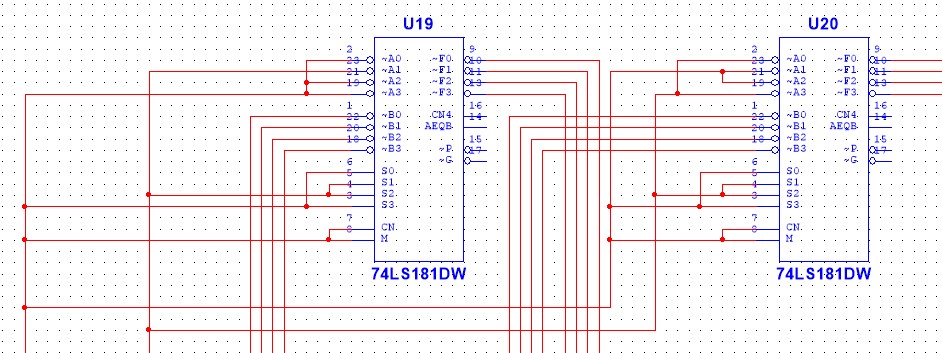 U19
2
23 ~A0
21 ~A1
19 ~A2
~A3
1
22 ~B0
20 ~B1
18 ~B2
~B3
6
5 S0
4 S1
3 S2
S3
7
8 CN
M
9
~F0 10
~F1 11
~F2 13
~F3
16
CN4 14
AEQB
15
~P 17
~G
74LS181DW
U20
2
23 ~A0
21 ~A1
19 ~A2
~A3
1
22 ~B0
20 ~B1
18 ~B2
~B3
6
5 S0
4 S1
3 S2
S3
7
8 CN
M
9
~F0 10
~F1 11
~F2 13
~F3
16
CN4 14
AEQB
15
~P 17
~G
74LS181DW